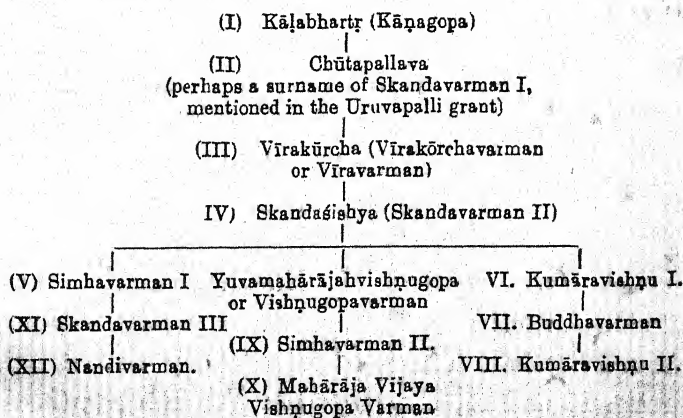 (I) Kāḷabhartṛ (Kāṇagopa)
(II) Chūtapallava
(perhaps a surname of Skandavarman I,
mentioned in the Uruvapalli grant)
(III) Vīrakūrcha (Vīrakōrchavarman
or Vīravarman)
IV) Skandaśishya (Skandavarman II)
(V) Simhavarman I Yuvamahārājahvishṇugopa VI. Kumāravishṇu I.
or Vishṇugopavarman
(XI) Skandavarman III VII. Buddhavarman
(IX) Simhavarman II.
(XII) Nandivarman. VIII. Kumāravishṇu II.
(X) Mahārāja Vijaya
Vishṇugopa Varman